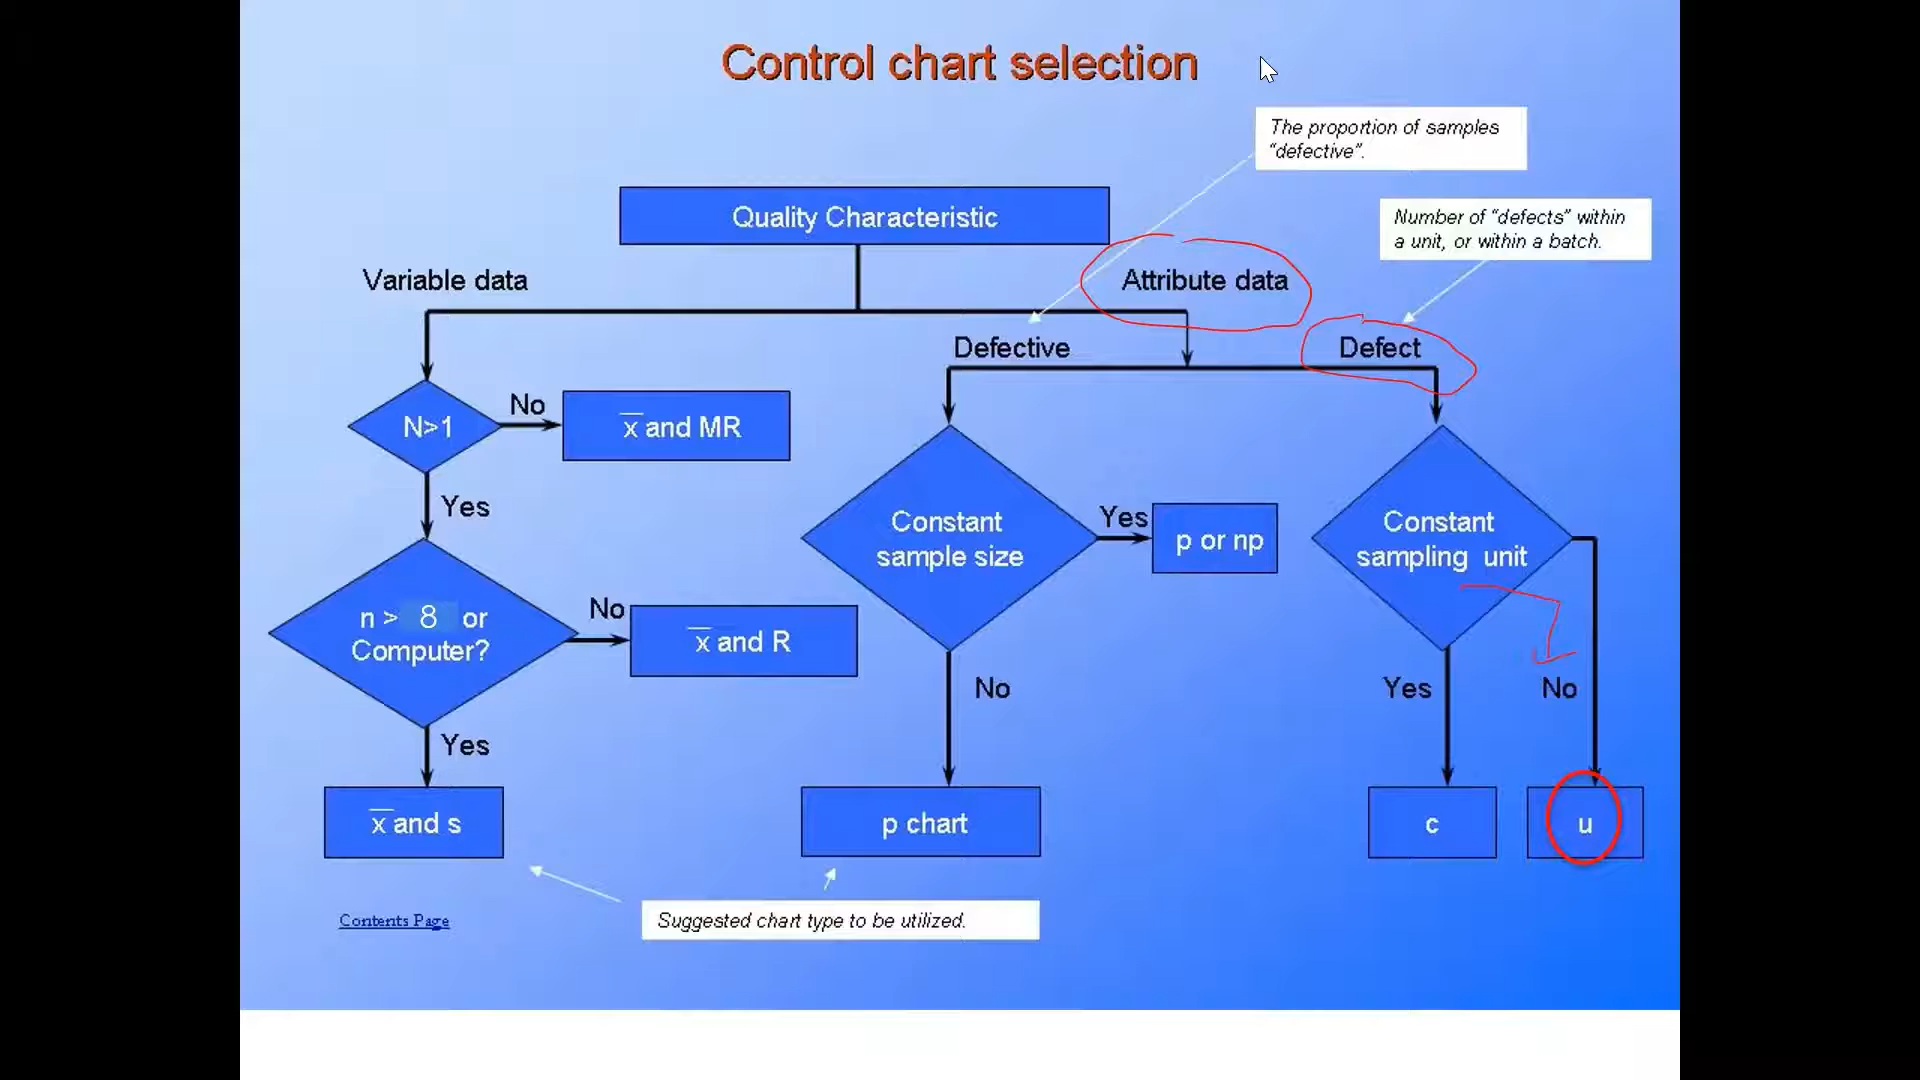 Control chart selection
The proportion of samples
“defective”.
Number of “defects” within
a unit, or within a batch.
Quality Characteristic
Variable data
Attribute data
Defective
Defect
N>1
No
x̅ and MR
Yes
Constant
sample size
Yes
p or np
Constant
sampling unit
n > 8 or
Computer?
No
x̅ and R
No
Yes
No
Yes
x̅ and s
p chart
c
u
Contents Page
Suggested chart type to be utilized.